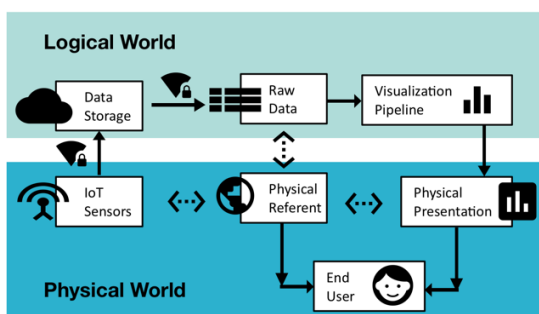 Logical World
Data
Storage
Raw
Data
Visualization
Pipeline
IoT
Sensors
Physical
Referent
Physical
Presentation
End
User
Physical World